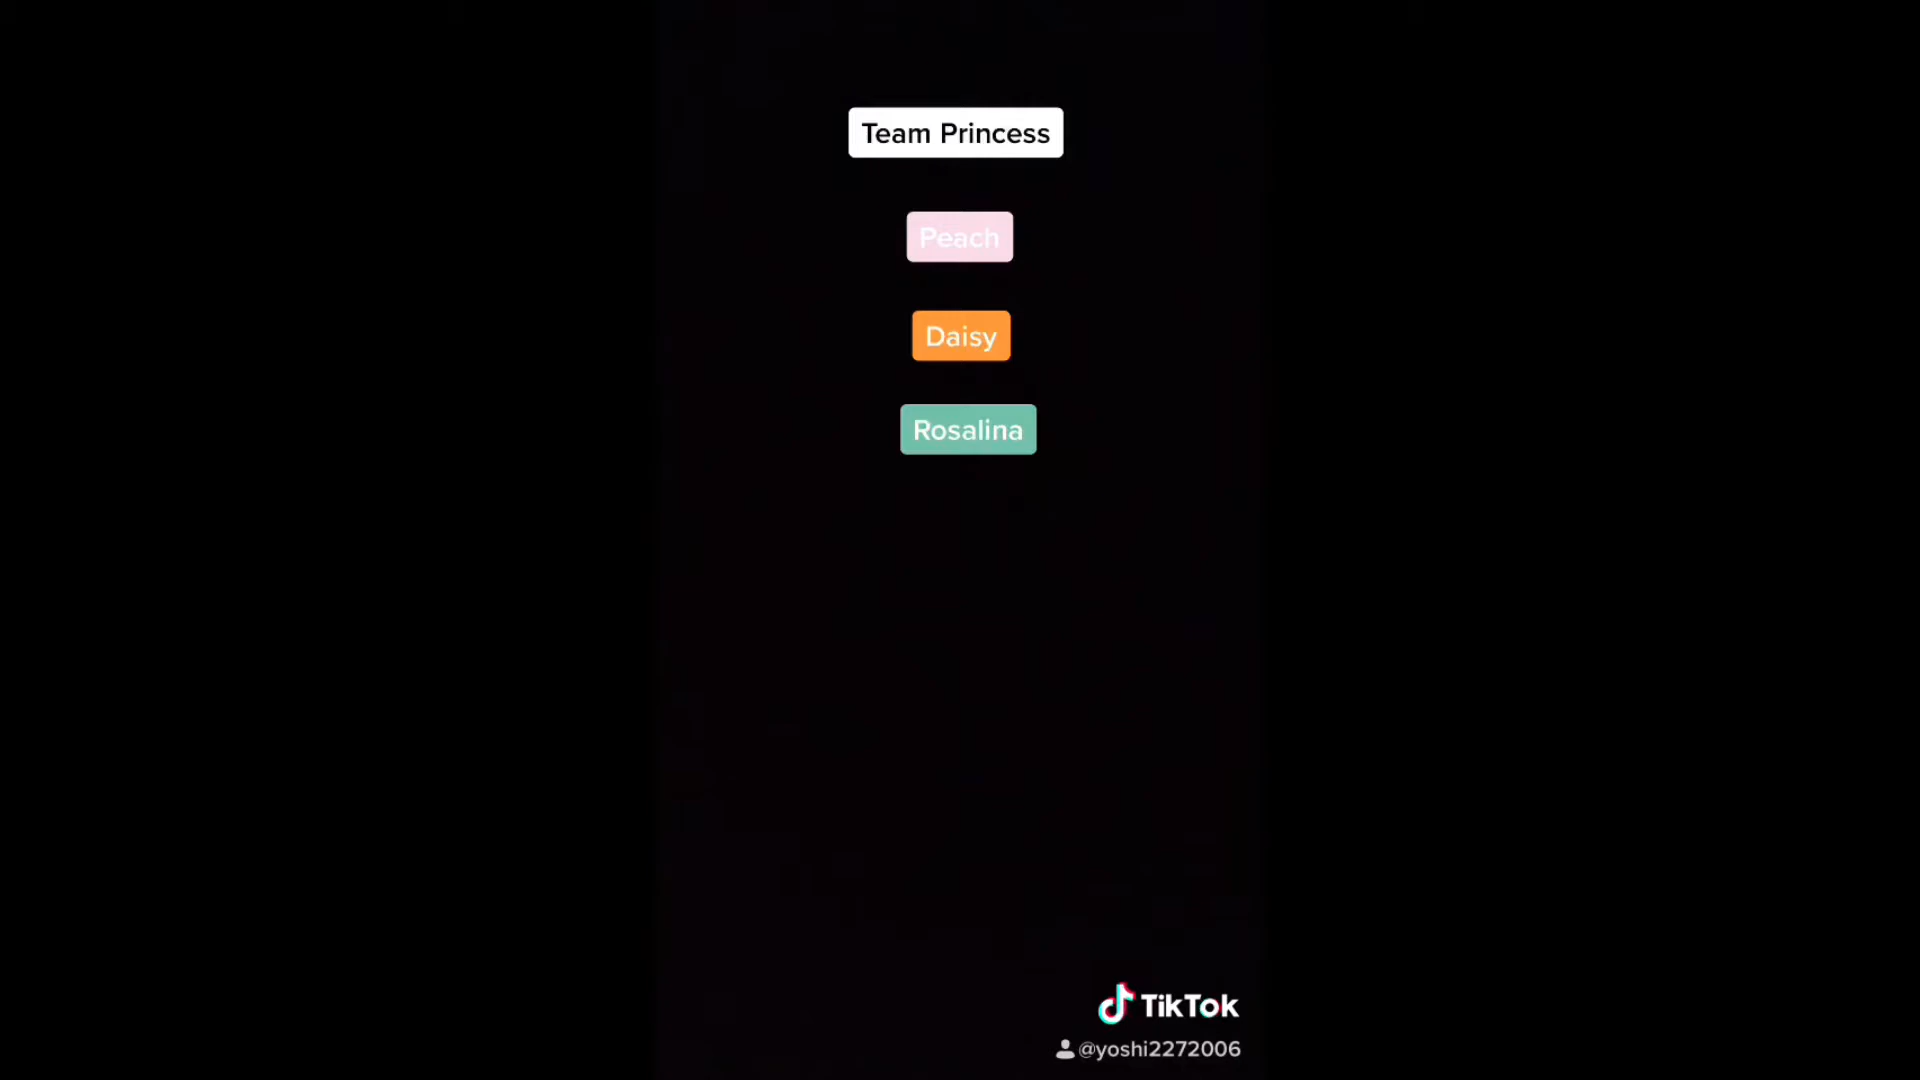 Team Princess
Peach
Daisy
Rosalina
TikTok
@yoshi2272006